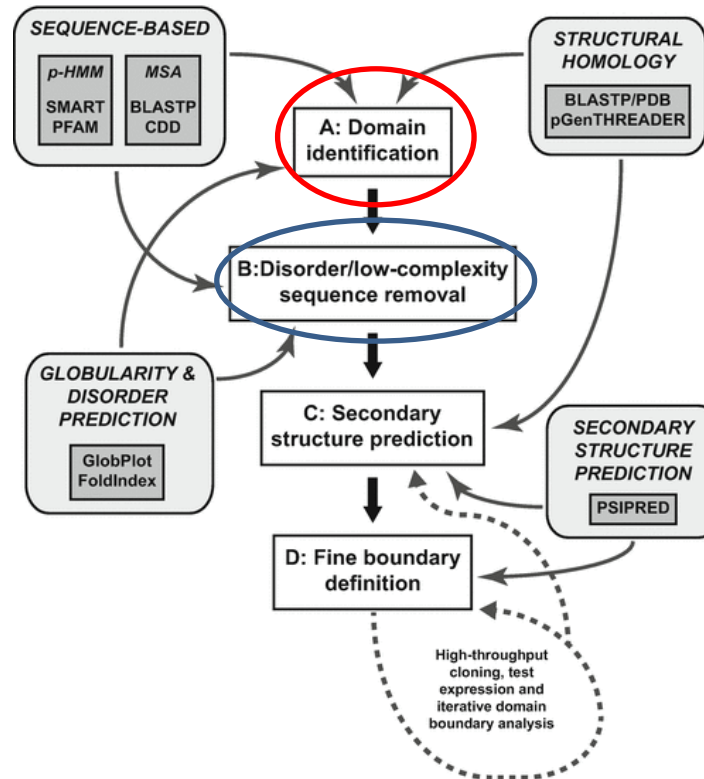 SEQUENCE-BASED
p-HMM
SMART
PFAM
MSA
BLASTP
CDD
STRUCTURAL
HOMOLOGY
BLASTP/PDB
pGenTHREADER
A: Domain
identification
B:Disorder/low-complexity
sequence removal
GLOBULARITY &
DISORDER
PREDICTION
GlobPlot
FoldIndex
C: Secondary
structure prediction
SECONDARY
STRUCTURE
PREDICTION
PSIPRED
D: Fine boundary
definition
High-throughput
cloning, test
expression and
iterative domain
boundary analysis